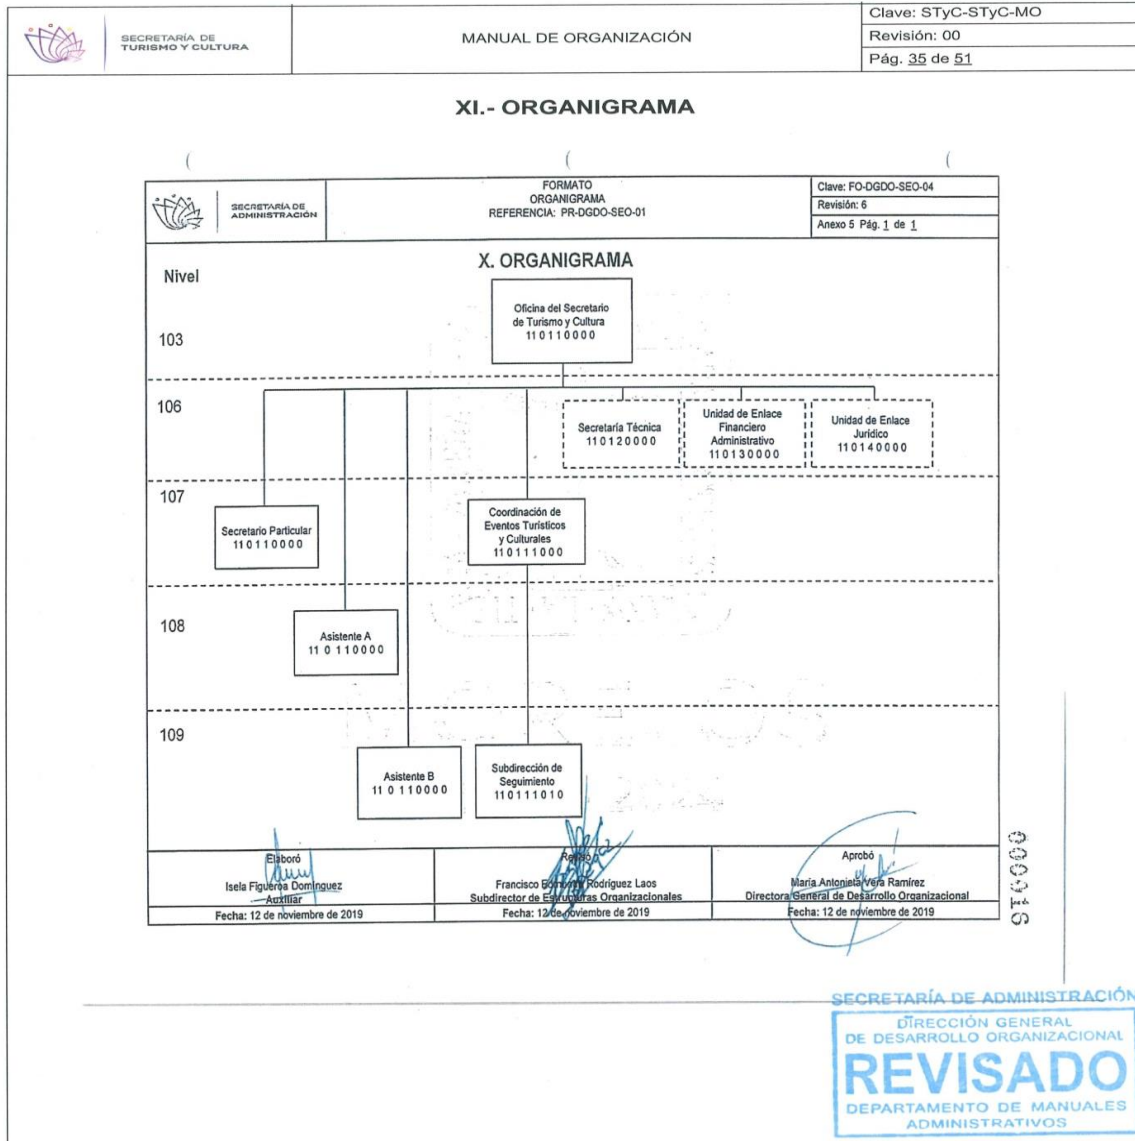 SECRETARÍA DE
TURISMO Y CULTURA
MANUAL DE ORGANIZACIÓN
Clave: STyC-STyC-MO
Revisión: 00
Pág. 35 de 51
XI.- ORGANIGRAMA
SECRETARÍA DE
ADMINISTRACIÓN
FORMATO
ORGANIGRAMA
REFERENCIA: PR-DGDO-SEO-01
Clave: FO-DGDO-SEO-04
Revisión: 6
Anexo 5 Pág. 1 de 1
X. ORGANIGRAMA
Nivel
103
Oficina del Secretario
de Turismo y Cultura
110110000
106
Secretaría Técnica
110120000
Unidad de Enlace
Financiero
Administrativo
110130000
Unidad de Enlace
Jurídico
110140000
107
Secretario Particular
110110000
Coordinación de
Eventos Turísticos
y Culturales
110111000
108
Asistente A
11 0 110000
109
Asistente B
11 0 110000
Subdirección de
Seguimiento
110111010
Elaboró
Isela Figueroa Domínguez
Auxiliar
Fecha: 12 de noviembre de 2019
Revisó
Francisco Rodríguez Laos
Subdirector de Estructuras Organizacionales
Fecha: 12 de noviembre de 2019
Aprobó
María Antonieta Vera Ramírez
Directora General de Desarrollo Organizacional
Fecha: 12 de noviembre de 2019
SECRETARÍA DE ADMINISTRACIÓN
DIRECCIÓN GENERAL
DE DESARROLLO ORGANIZACIONAL
REVISADO
DEPARTAMENTO DE MANUALES
ADMINISTRATIVOS